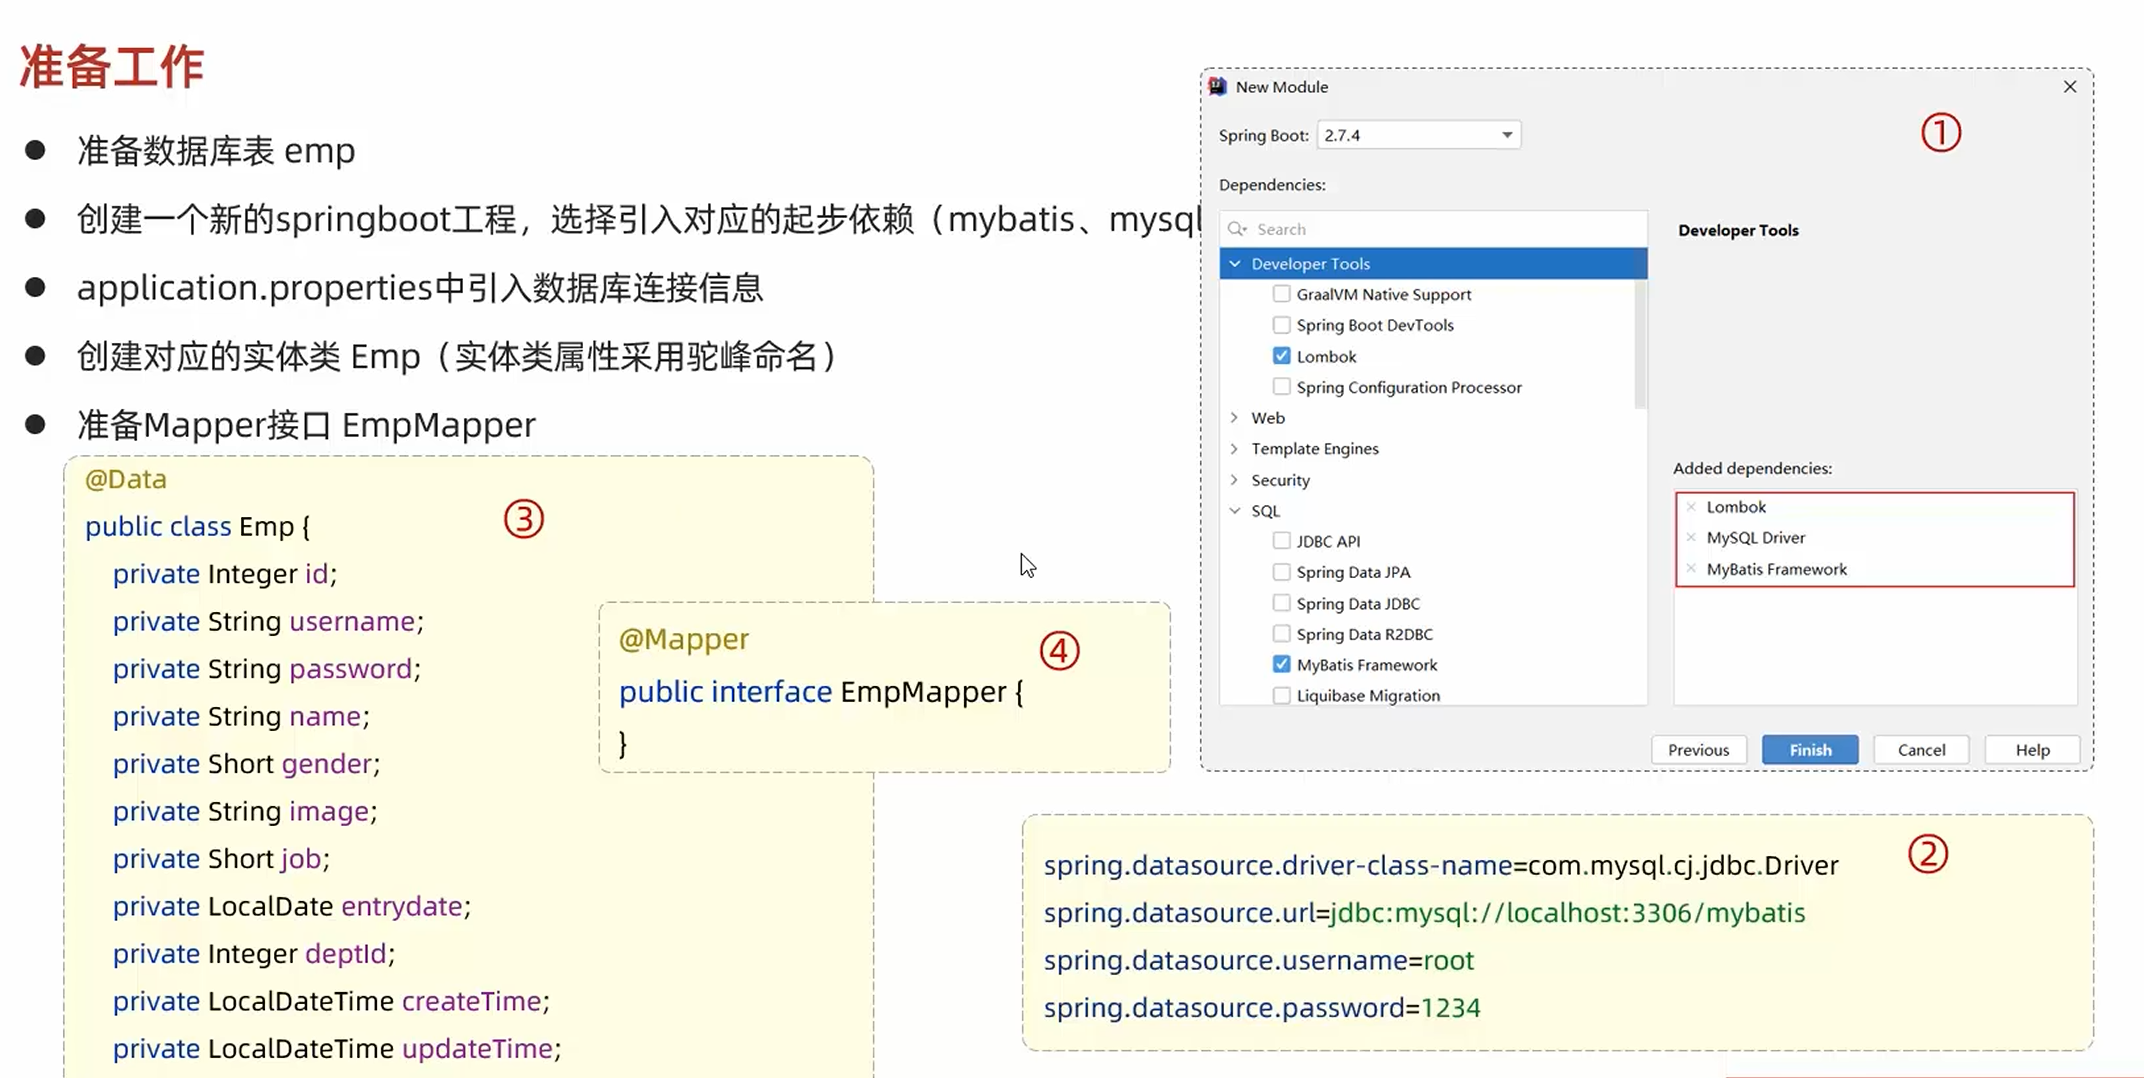 准备工作
● 准备数据库表 emp
● 创建一个新的springboot工程，选择引入对应的起步依赖（mybatis、mysql
● application.properties中引入数据库连接信息
● 创建对应的实体类 Emp（实体类属性采用驼峰命名）
● 准备Mapper接口 EmpMapper
New Module
①
Spring Boot: 2.7.4
Dependencies:
Search
Developer Tools
GraalVM Native Support
Spring Boot DevTools
Lombok
Spring Configuration Processor
Web
Template Engines
Security
SQL
JDBC API
Spring Data JPA
Spring Data JDBC
Spring Data R2DBC
MyBatis Framework
Liquibase Migration
Developer Tools
Added dependencies:
Lombok
MySQL Driver
MyBatis Framework
Previous Finish Cancel Help
②
spring.datasource.driver-class-name=com.mysql.cj.jdbc.Driver
spring.datasource.url=jdbc:mysql://localhost:3306/mybatis
spring.datasource.username=root
spring.datasource.password=1234
③
@Data
public class Emp {
private Integer id;
private String username;
private String password;
private String name;
private Short gender;
private String image;
private Short job;
private LocalDate entrydate;
private Integer deptId;
private LocalDateTime createTime;
private LocalDateTime updateTime;
④
@Mapper
public interface EmpMapper {
}